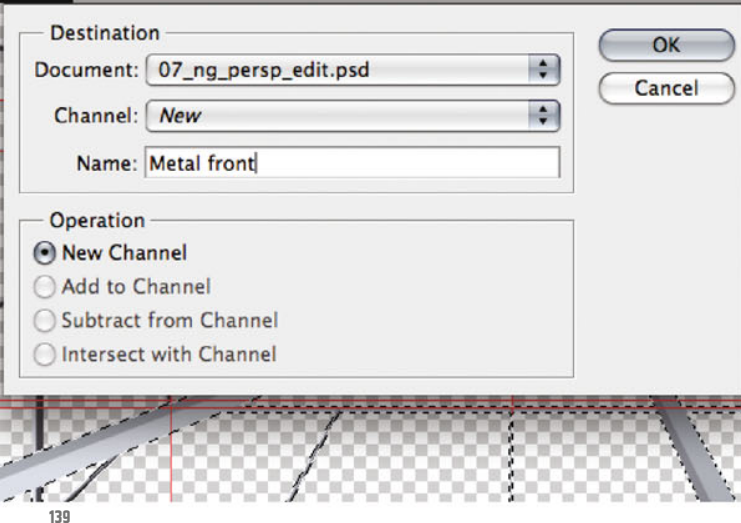 Destination
Document: 07_ng_persp_edit.psd
Channel: New
Name: Metal front
OK
Cancel
Operation
New Channel
Add to Channel
Subtract from Channel
Intersect with Channel
139